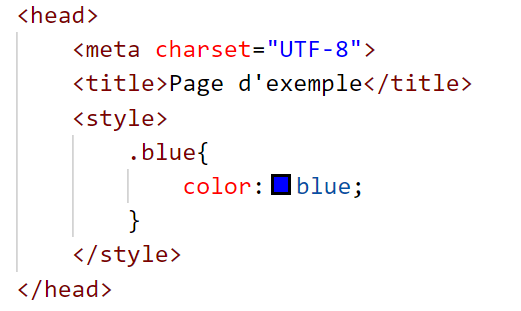 <head>
<meta charset="UTF-8">
<title>Page d'exemple</title>
<style>
.blue{
color: blue;
}
</style>
</head>